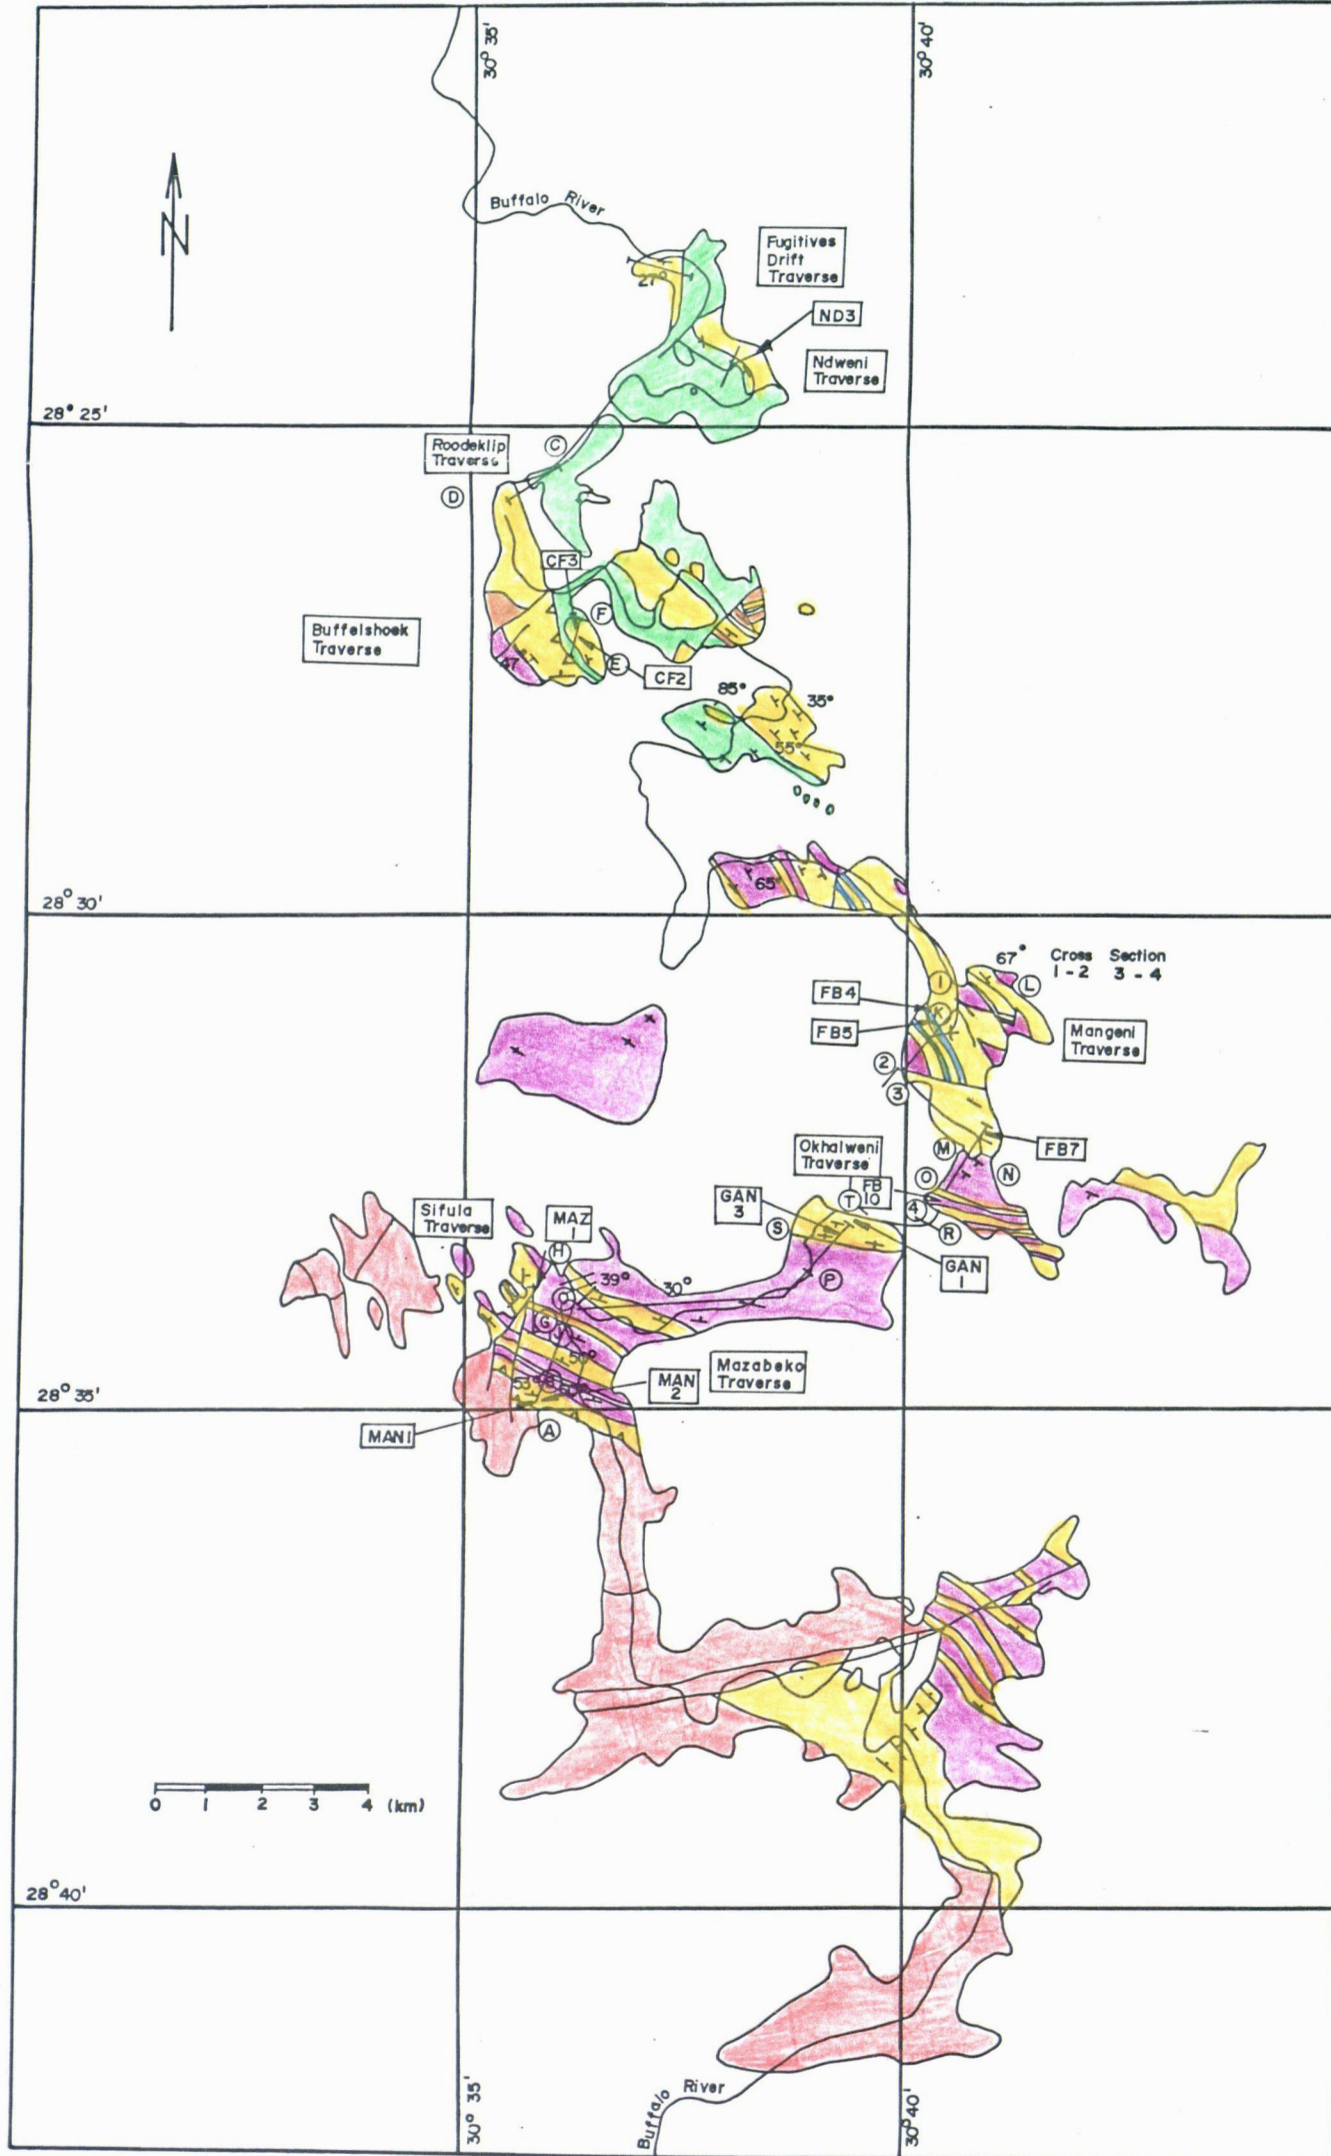 30° 35'
30° 40'
N
Buffalo River
Fugitives
Drift
Traverse
27°
ND3
Ndweni
Traverse
28° 25'
Roodeklip
Traverse
C
D
CF3
F
Buffelshoek
Traverse
47
E
CF2
85°
35°
55°
65°
28° 30'
67°
Cross Section
1-2 3-4
L
I
FB4
K
FB5
Mangeni
Traverse
2
3
M
N
FB7
Okhalweni
Traverse
O
FB
10
T
4
R
GAN
3
S
Sifula
Traverse
MAZ
1
H
39°
30°
P
GAN
1
G
J
Mazabeko
Traverse
MAN
2
28° 35'
MAN1
A
0 1 2 3 4 (km)
28° 40'
Buffalo River
30° 35'
30° 40'